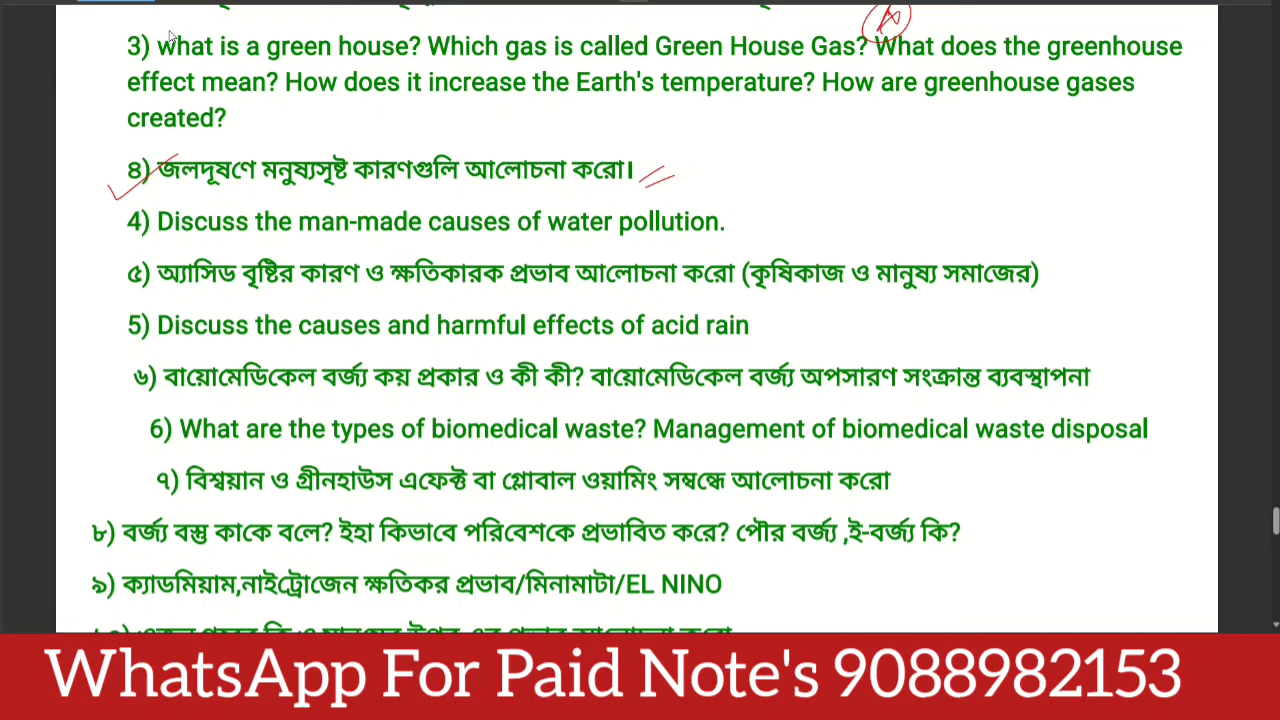 3) what is a green house? Which gas is called Green House Gas? What does the greenhouse
effect mean? How does it increase the Earth's temperature? How are greenhouse gases
created?
৪) জলদূষণে মনুষ্যসৃষ্ট কারণগুলি আলোচনা করো।
4) Discuss the man-made causes of water pollution.
৫) অ্যাসিড বৃষ্টির কারণ ও ক্ষতিকারক প্রভাব আলোচনা করো (কৃষিকাজ ও মানুষ্য সমাজের)
5) Discuss the causes and harmful effects of acid rain
৬) বায়োমেডিকেল বর্জ্য কয় প্রকার ও কী কী? বায়োমেডিকেল বর্জ্য অপসারণ সংক্রান্ত ব্যবস্থাপনা
6) What are the types of biomedical waste? Management of biomedical waste disposal
৭) বিশ্বয়ান ও গ্রীনহাউস এফেক্ট বা গ্লোবাল ওয়ামিং সম্বন্ধে আলোচনা করো
৮) বর্জ্য বস্তু কাকে বলে? ইহা কিভাবে পরিবেশকে প্রভাবিত করে? পৌর বর্জ্য ,ই-বর্জ্য কি?
৯) ক্যাডমিয়াম,নাইট্রোজেন ক্ষতিকর প্রভাব/মিনামাটা/EL NINO
WhatsApp For Paid Note's 9088982153